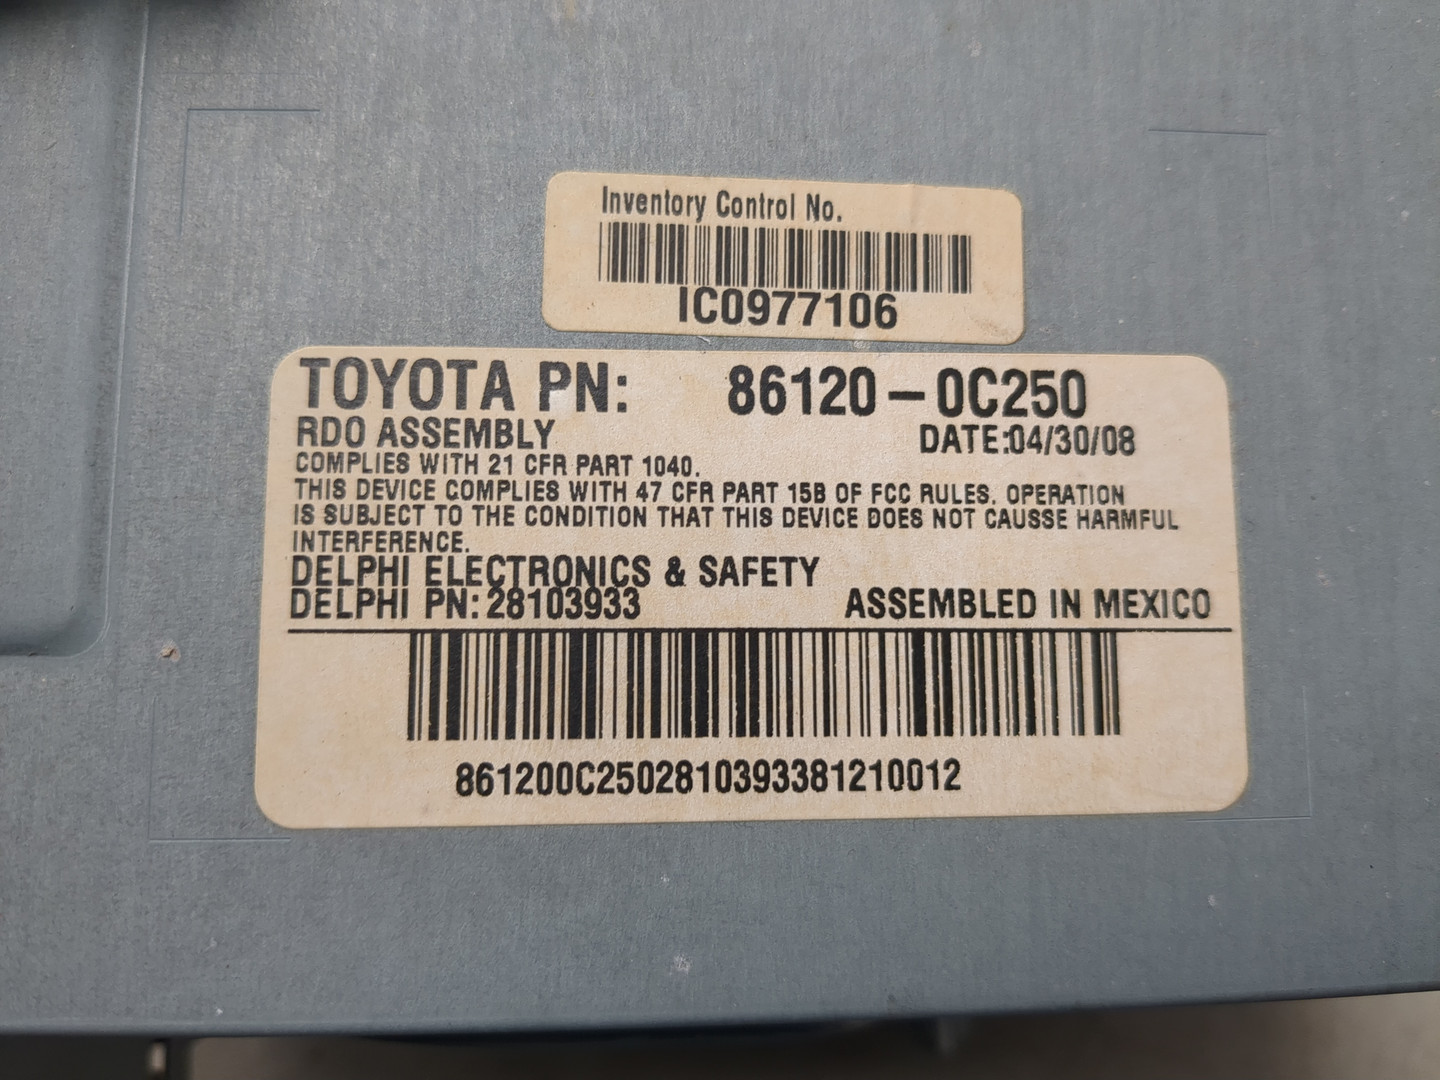 Inventory Control No.
IC0977106
TOYOTA PN: 86120-0C250
RDO ASSEMBLY DATE:04/30/08
COMPLIES WITH 21 CFR PART 1040.
THIS DEVICE COMPLIES WITH 47 CFR PART 15B OF FCC RULES. OPERATION
IS SUBJECT TO THE CONDITION THAT THIS DEVICE DOES NOT CAUSSE HARMFUL
INTERFERENCE.
DELPHI ELECTRONICS & SAFETY
DELPHI PN:28103933 ASSEMBLED IN MEXICO
861200C2502810393381210012